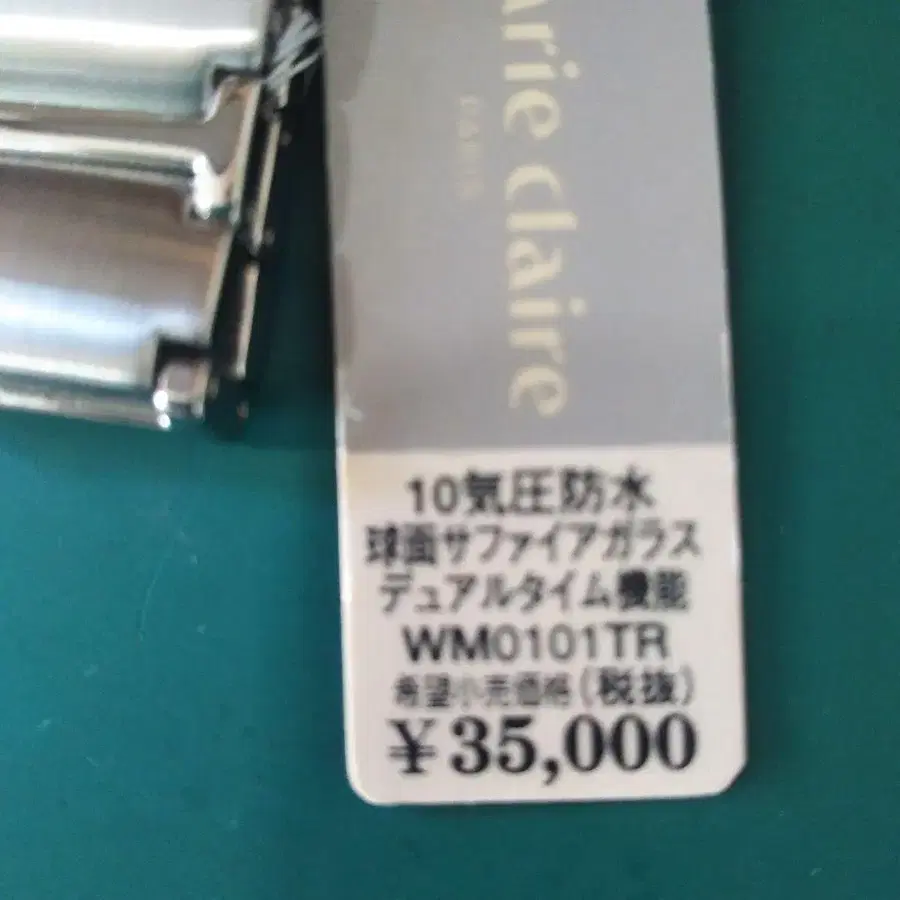 arie claire
10気圧防水
球面サファイアガラス
デュアルタイム機能
WM0101TR
希望小売価格(税抜)
¥35,000